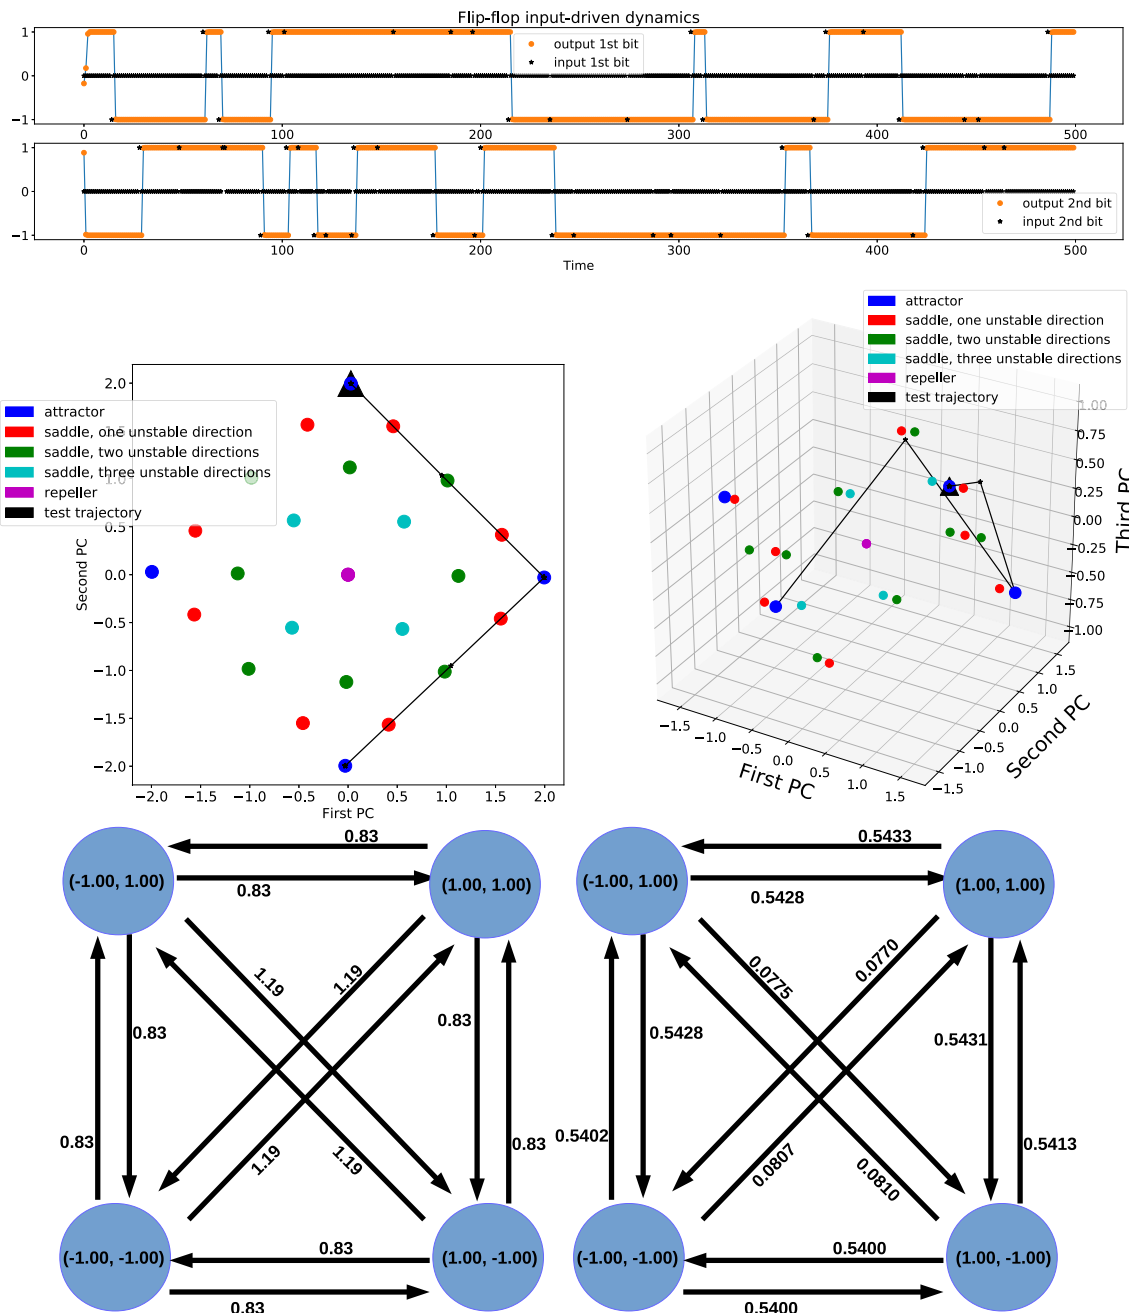 Flip-flop input-driven dynamics
1
0
−1
output 1st bit
input 1st bit
0 100 200 300 400 500
1
0
−1
output 2nd bit
input 2nd bit
0 100 200 300 400 500
Time
attractor
saddle, one unstable direction
saddle, two unstable directions
saddle, three unstable directions
repeller
test trajectory
2.0
0.5
0.0
−0.5
−1.0
−1.5
−2.0
Second PC
−2.0 −1.5 −1.0 −0.5 0.0 0.5 1.0 1.5 2.0
First PC
attractor
saddle, one unstable direction
saddle, two unstable directions
saddle, three unstable directions
repeller
test trajectory
1.00
0.75
0.50
0.25
0.00
−0.25
−0.50
−0.75
−1.00
Third PC
1.5
1.0
0.5
0.0
−0.5
−1.0
−1.5
Second PC
−1.5 −1.0 −0.5 0.0 0.5 1.0 1.5
First PC
0.83
(-1.00, 1.00)
(1.00, 1.00)
0.83
1.19
1.19
0.83
0.83
0.83
0.83
1.19
1.19
(-1.00, -1.00)
0.83
(1.00, -1.00)
0.83
0.5433
(-1.00, 1.00)
(1.00, 1.00)
0.5428
0.0775
0.0770
0.5428
0.5431
0.5402
0.5413
0.0807
0.0810
(-1.00, -1.00)
0.5400
(1.00, -1.00)
0.5400